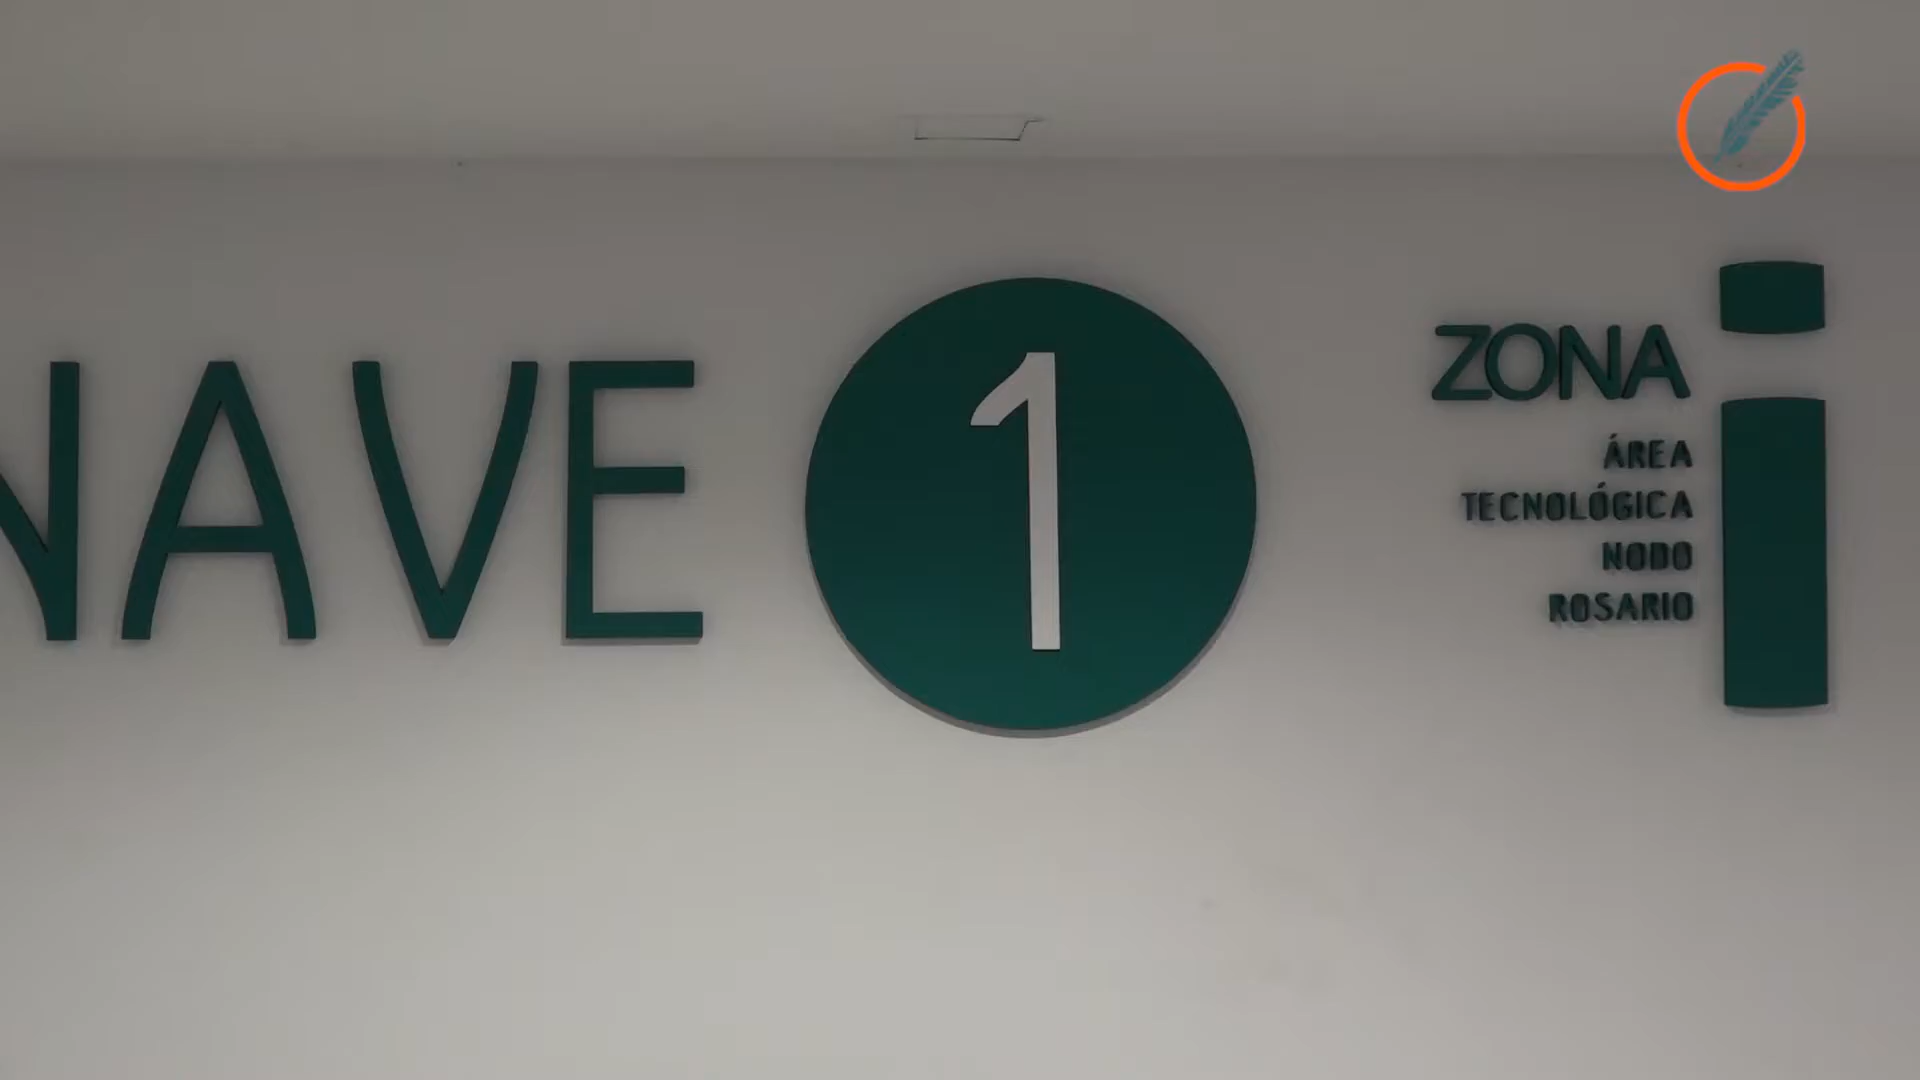 NAVE 1
ZONA i
ÁREA
TECNOLÓGICA
NODO
ROSARIO